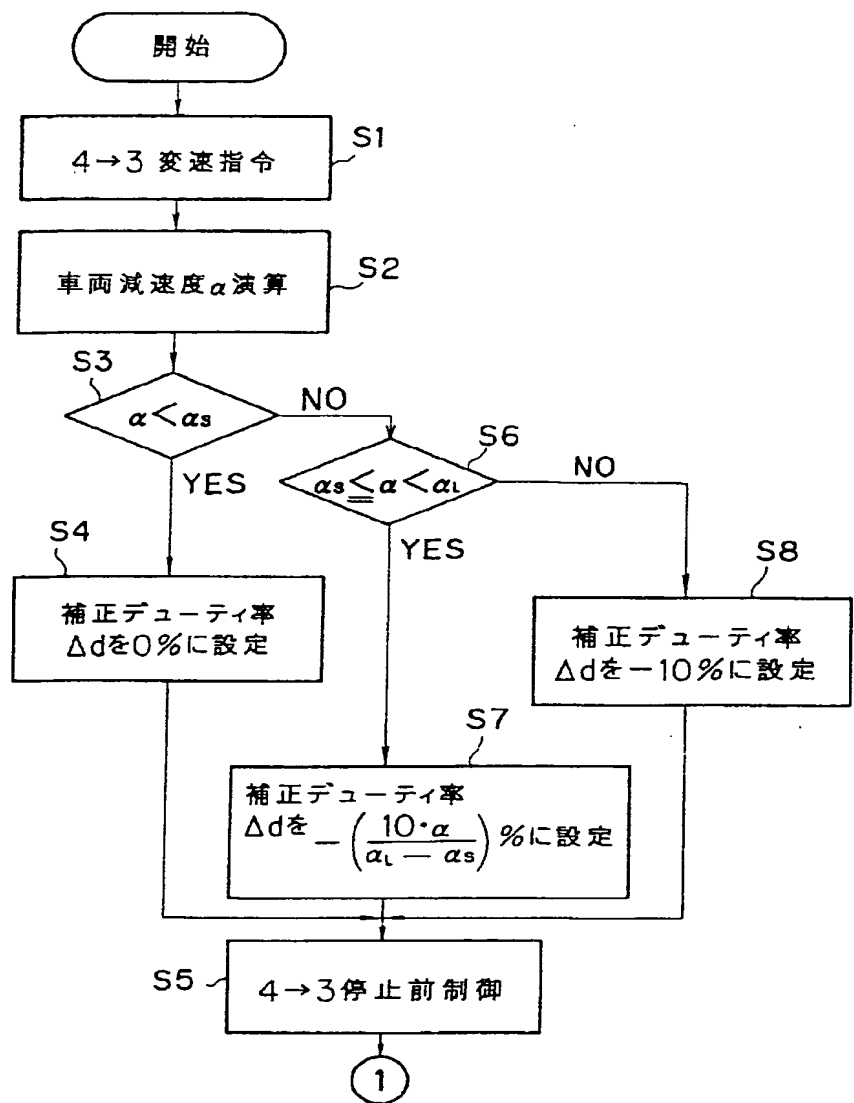 開始
S1
4→3変速指令
S2
車両減速度α演算
S3
α<αs
NO
YES
S6
αs≦α<αL
NO
YES
S4
補正デューティ率
Δdを0%に設定
S8
補正デューティ率
Δdを-10%に設定
S7
補正デューティ率
Δdを-(10・α/(αL-αs))%に設定
S5
4→3停止前制御
1